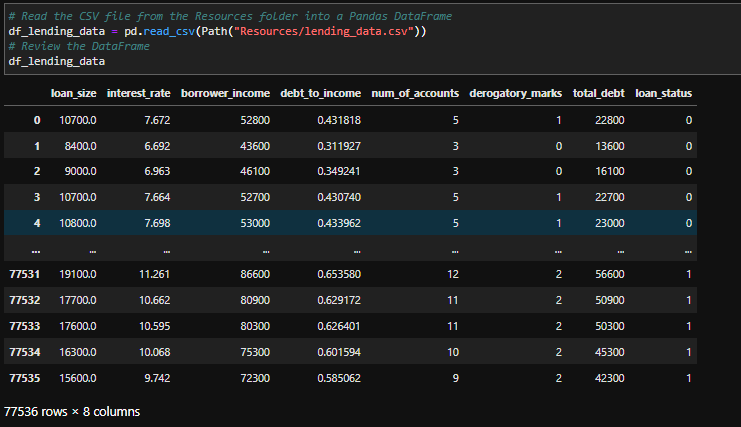 # Read the CSV file from the Resources folder into a Pandas DataFrame
df_lending_data = pd.read_csv(Path("Resources/lending_data.csv"))
# Review the DataFrame
df_lending_data
loan_size interest_rate borrower_income debt_to_income num_of_accounts derogatory_marks total_debt loan_status
0 10700.0 7.672 52800 0.431818 5 1 22800 0
1 8400.0 6.692 43600 0.311927 3 0 13600 0
2 9000.0 6.963 46100 0.349241 3 0 16100 0
3 10700.0 7.664 52700 0.430740 5 1 22700 0
4 10800.0 7.698 53000 0.433962 5 1 23000 0
... ... ... ... ... ... ... ... ...
77531 19100.0 11.261 86600 0.653580 12 2 56600 1
77532 17700.0 10.662 80900 0.629172 11 2 50900 1
77533 17600.0 10.595 80300 0.626401 11 2 50300 1
77534 16300.0 10.068 75300 0.601594 10 2 45300 1
77535 15600.0 9.742 72300 0.585062 9 2 42300 1
77536 rows × 8 columns